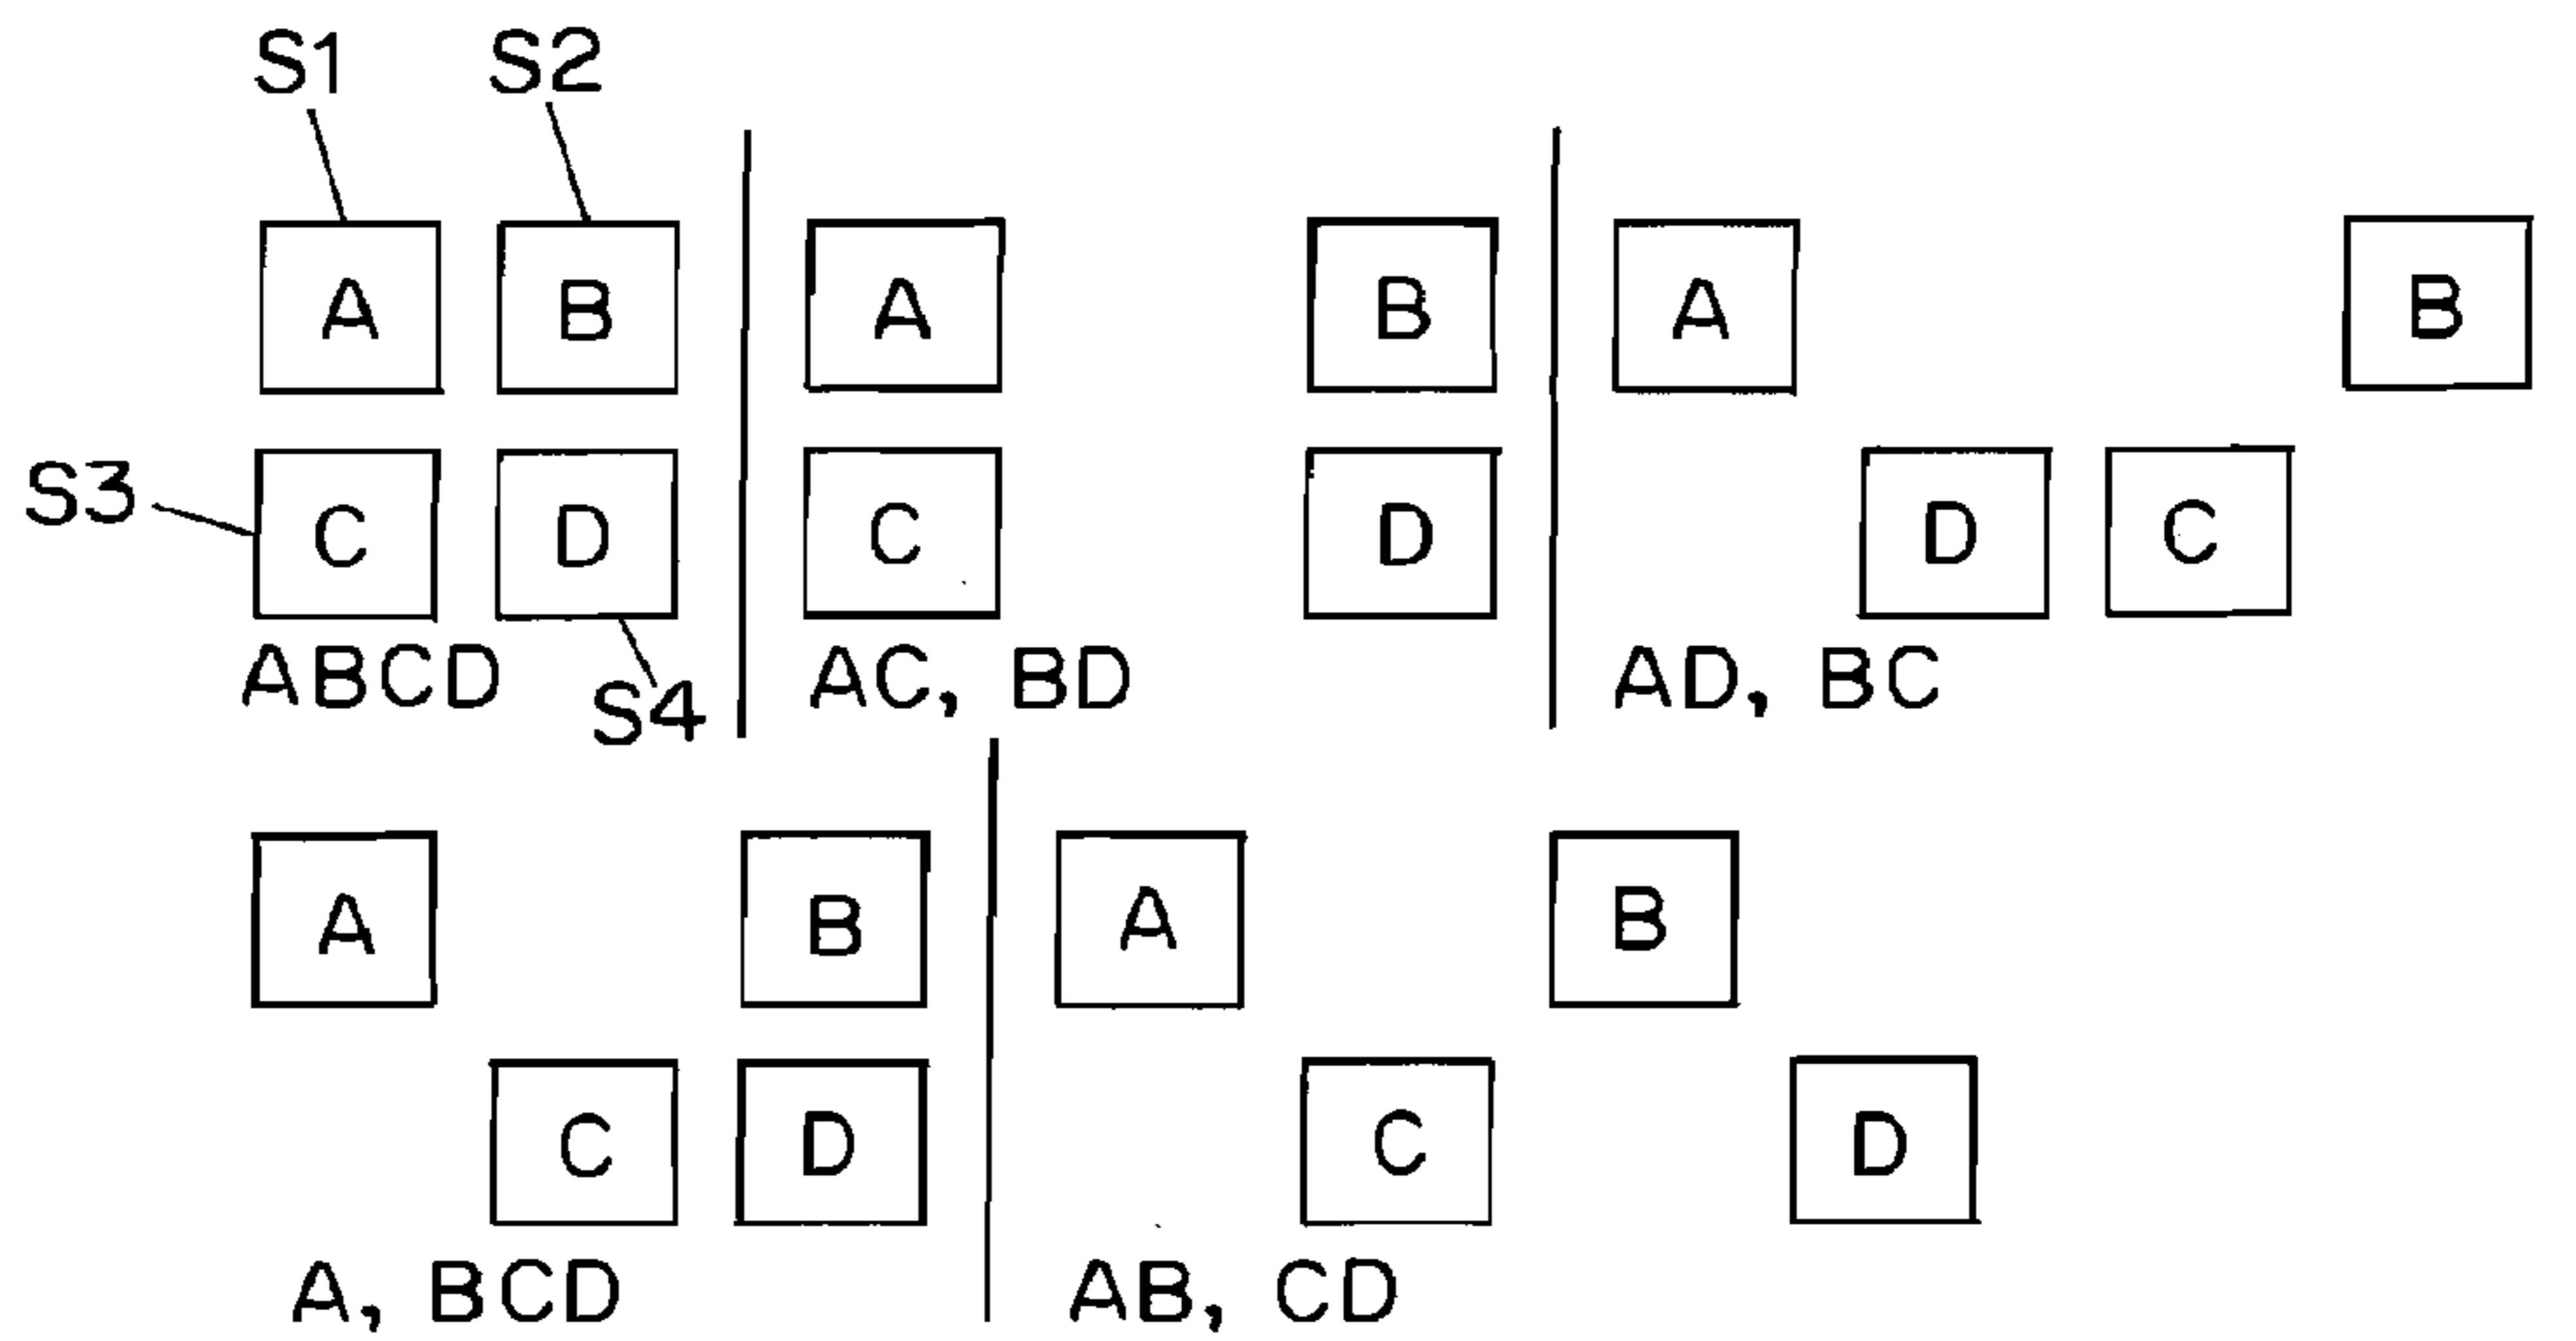 S1 S2
A B A B A B
S3 C D C D D C
ABCD S4 AC, BD AD, BC
A B A B
C D C D
A, BCD AB, CD